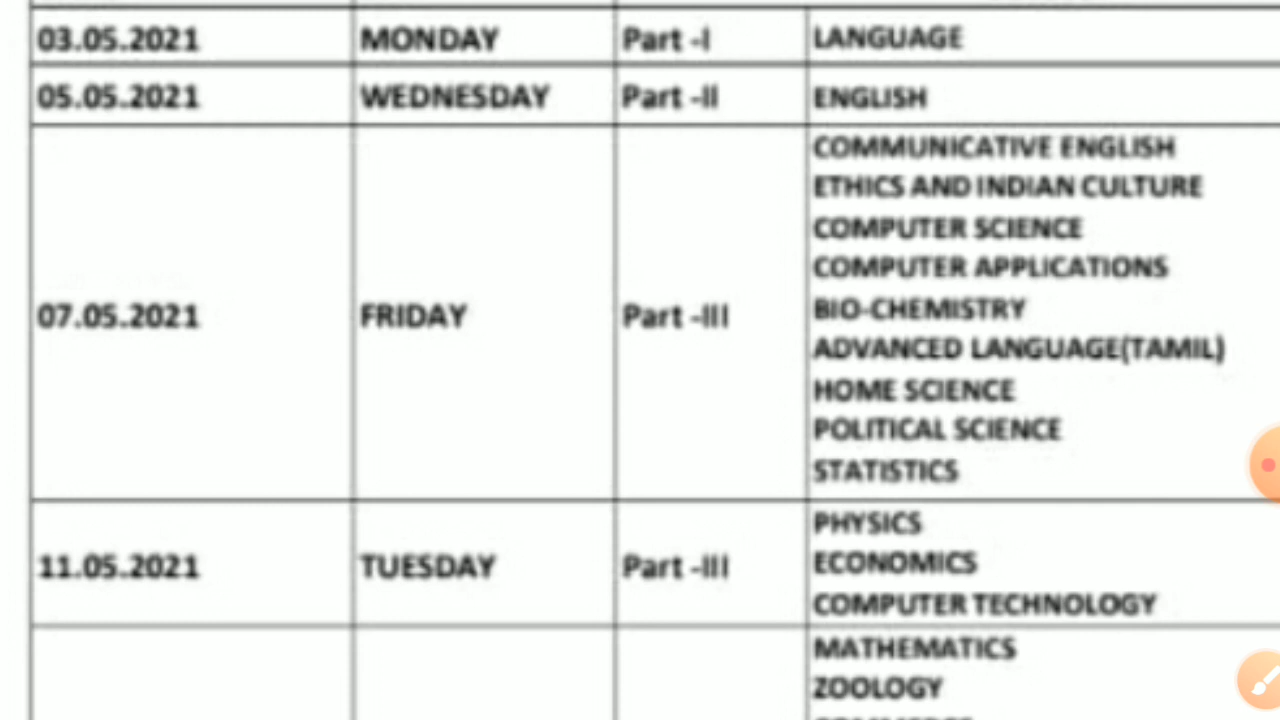 03.05.2021 MONDAY Part -I LANGUAGE
05.05.2021 WEDNESDAY Part -II ENGLISH
07.05.2021 FRIDAY Part -III COMMUNICATIVE ENGLISH
ETHICS AND INDIAN CULTURE
COMPUTER SCIENCE
COMPUTER APPLICATIONS
BIO-CHEMISTRY
ADVANCED LANGUAGE(TAMIL)
HOME SCIENCE
POLITICAL SCIENCE
STATISTICS
11.05.2021 TUESDAY Part -III PHYSICS
ECONOMICS
COMPUTER TECHNOLOGY
MATHEMATICS
ZOOLOGY